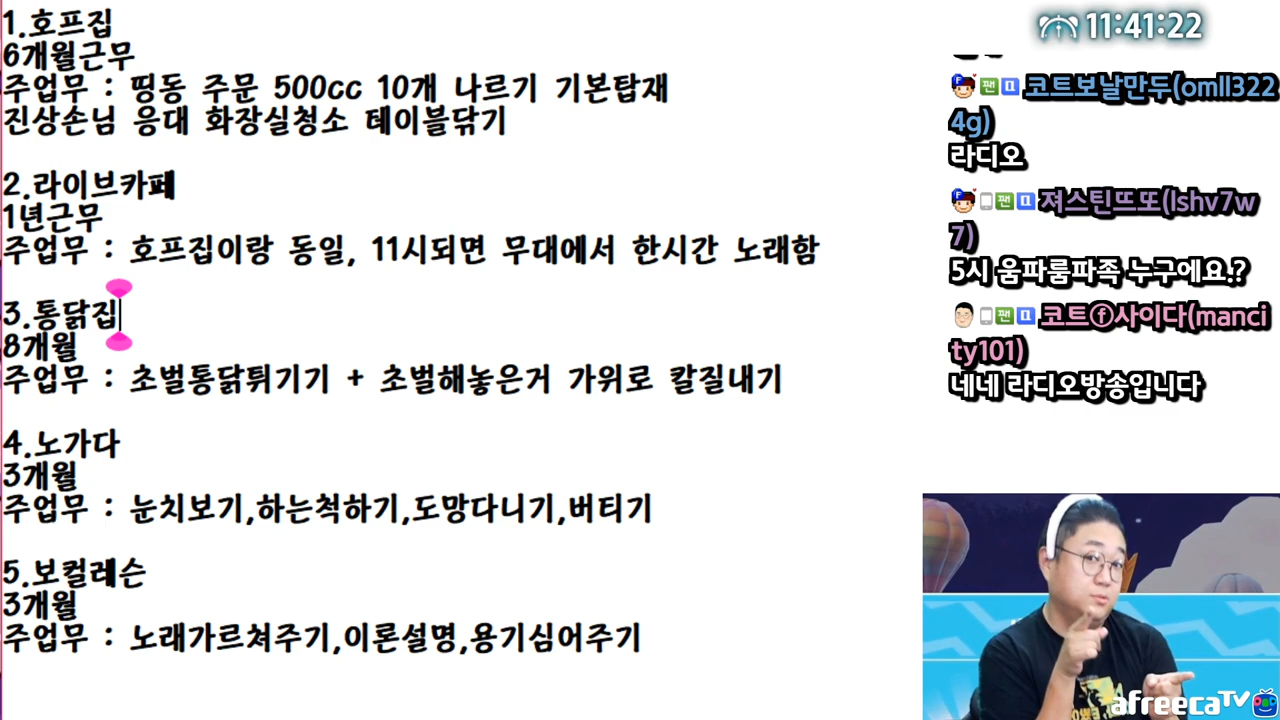 1.호프집
6개월근무
주업무 : 띵동 주문 500cc 10개 나르기 기본탑재
진상손님 응대 화장실청소 테이블닦기
2.라이브카페
1년근무
주업무 : 호프집이랑 동일, 11시되면 무대에서 한시간 노래함
3.통닭집
8개월
주업무 : 초벌통닭튀기기 + 초벌해놓은거 가위로 칼질내기
4.노가다
3개월
주업무 : 눈치보기,하는척하기,도망다니기,버티기
5.보컬레슨
3개월
주업무 : 노래가르쳐주기,이론설명,용기심어주기
11:41:22
팬 코트보날만두(omll322
4g)
라디오
팬 져스틴뜨또(lshv7w
7)
5시 움파룸파족 누구에요.?
팬 코트ⓕ사이다(manci
ty101)
네네 라디오방송입니다
afreecaTV